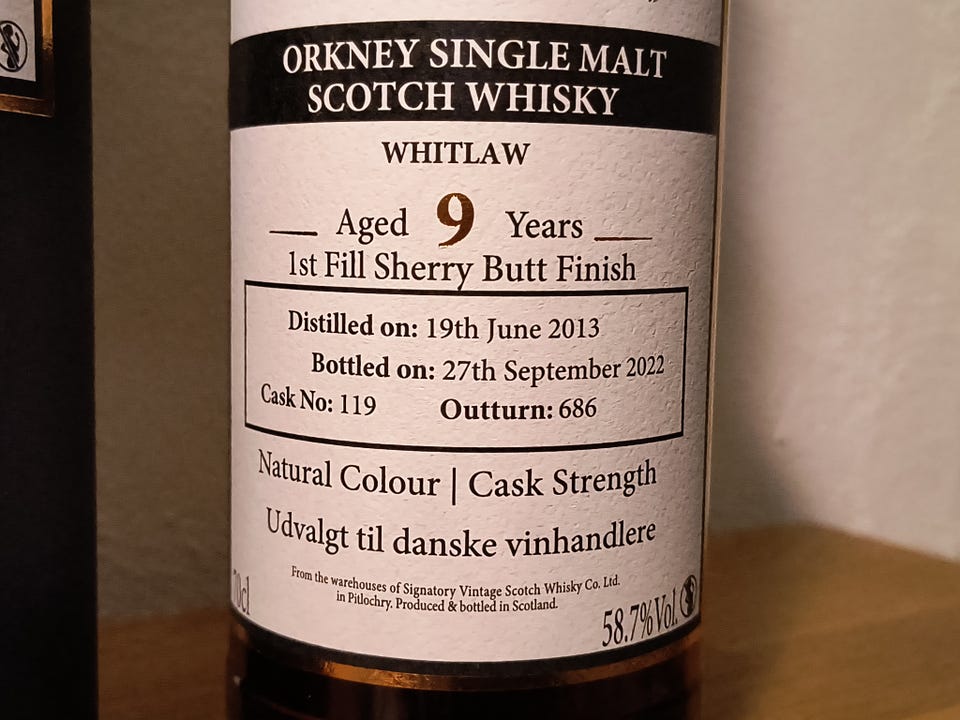 ORKNEY SINGLE MALT
SCOTCH WHISKY
WHITLAW
Aged 9 Years
1st Fill Sherry Butt Finish
Distilled on: 19th June 2013
Bottled on: 27th September 2022
Cask No: 119 Outturn: 686
Natural Colour | Cask Strength
Udvalgt til danske vinhandlere
From the warehouses of Signatory Vintage Scotch Whisky Co. Ltd.
in Pitlochry. Produced & bottled in Scotland.
70cl 58.7%Vol.